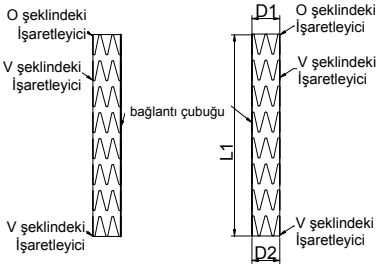 O şeklindeki
İşaretleyici
V şeklindeki
İşaretleyici
bağlantı çubuğu
V şeklindeki
İşaretleyici
D1
O şeklindeki
İşaretleyici
V şeklindeki
İşaretleyici
L1
V şeklindeki
İşaretleyici
D2